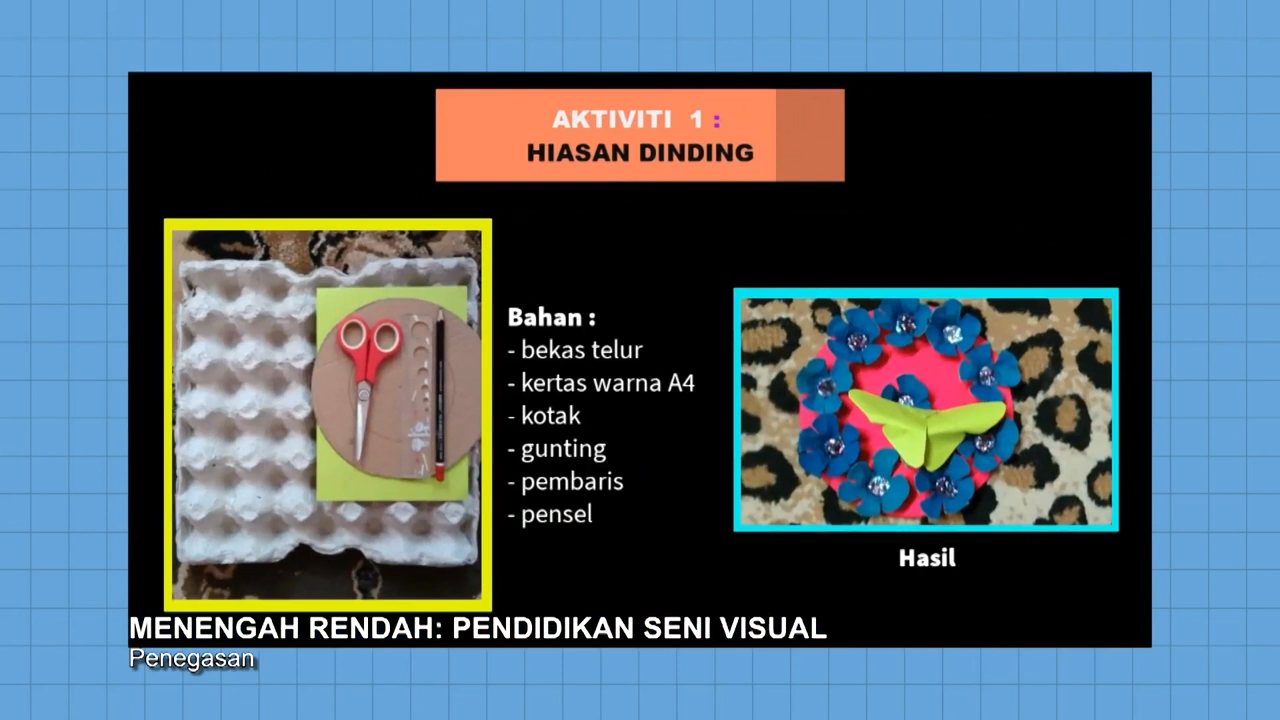 AKTIVITI 1 :
HIASAN DINDING
Bahan :
- bekas telur
- kertas warna A4
- kotak
- gunting
- pembaris
- pensel
Hasil
MENENGAH RENDAH: PENDIDIKAN SENI VISUAL
Penegasan